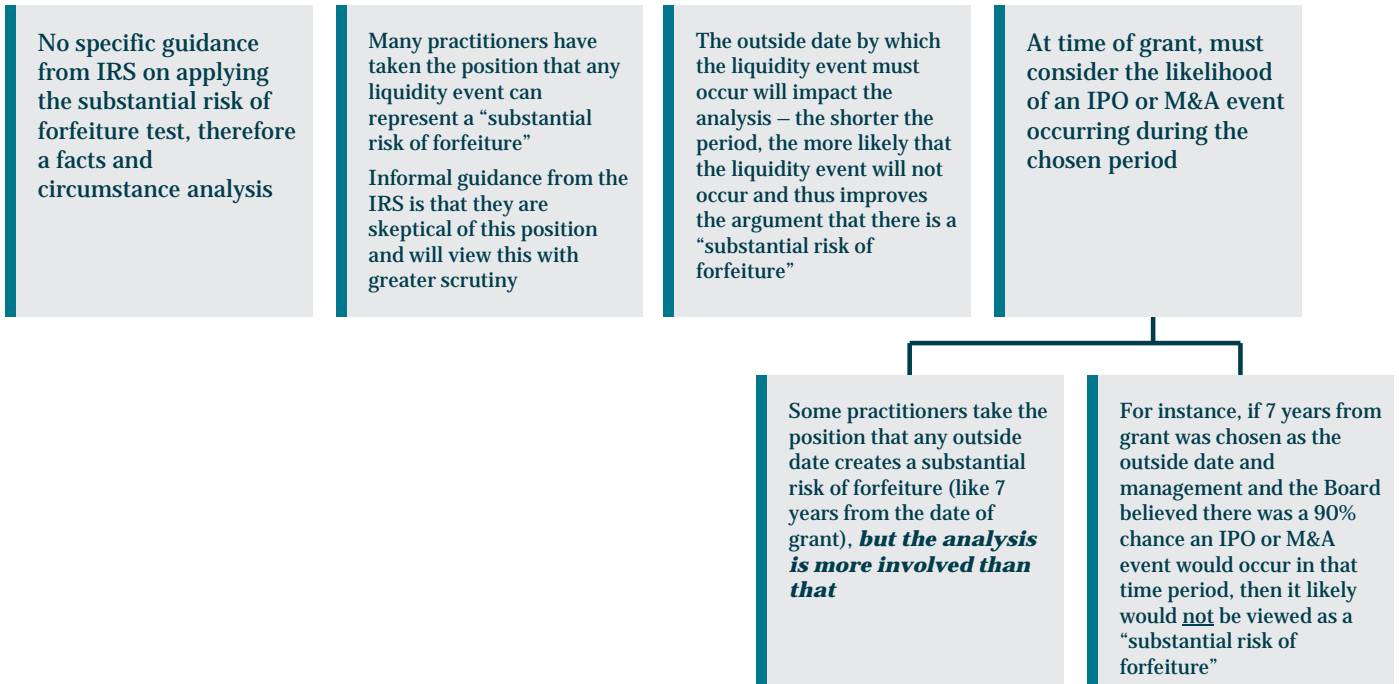 No specific guidance
from IRS on applying
the substantial risk of
forfeiture test, therefore
a facts and
circumstance analysis
Many practitioners have
taken the position that any
liquidity event can
represent a “substantial
risk of forfeiture”
Informal guidance from the
IRS is that they are
skeptical of this position
and will view this with
greater scrutiny
The outside date by which
the liquidity event must
occur will impact the
analysis – the shorter the
period, the more likely that
the liquidity event will not
occur and thus improves
the argument that there is a
“substantial risk of
forfeiture”
At time of grant, must
consider the likelihood
of an IPO or M&A event
occurring during the
chosen period
Some practitioners take the
position that any outside
date creates a substantial
risk of forfeiture (like 7
years from the date of
grant), but the analysis
is more involved than
that
For instance, if 7 years from
grant was chosen as the
outside date and
management and the Board
believed there was a 90%
chance an IPO or M&A
event would occur in that
time period, then it likely
would not be viewed as a
“substantial risk of
forfeiture”